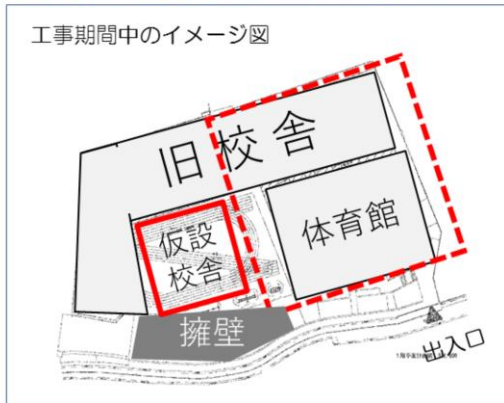 工事期間中のイメージ図
旧校舎
仮設
校舎
体育館
擁壁
出入口